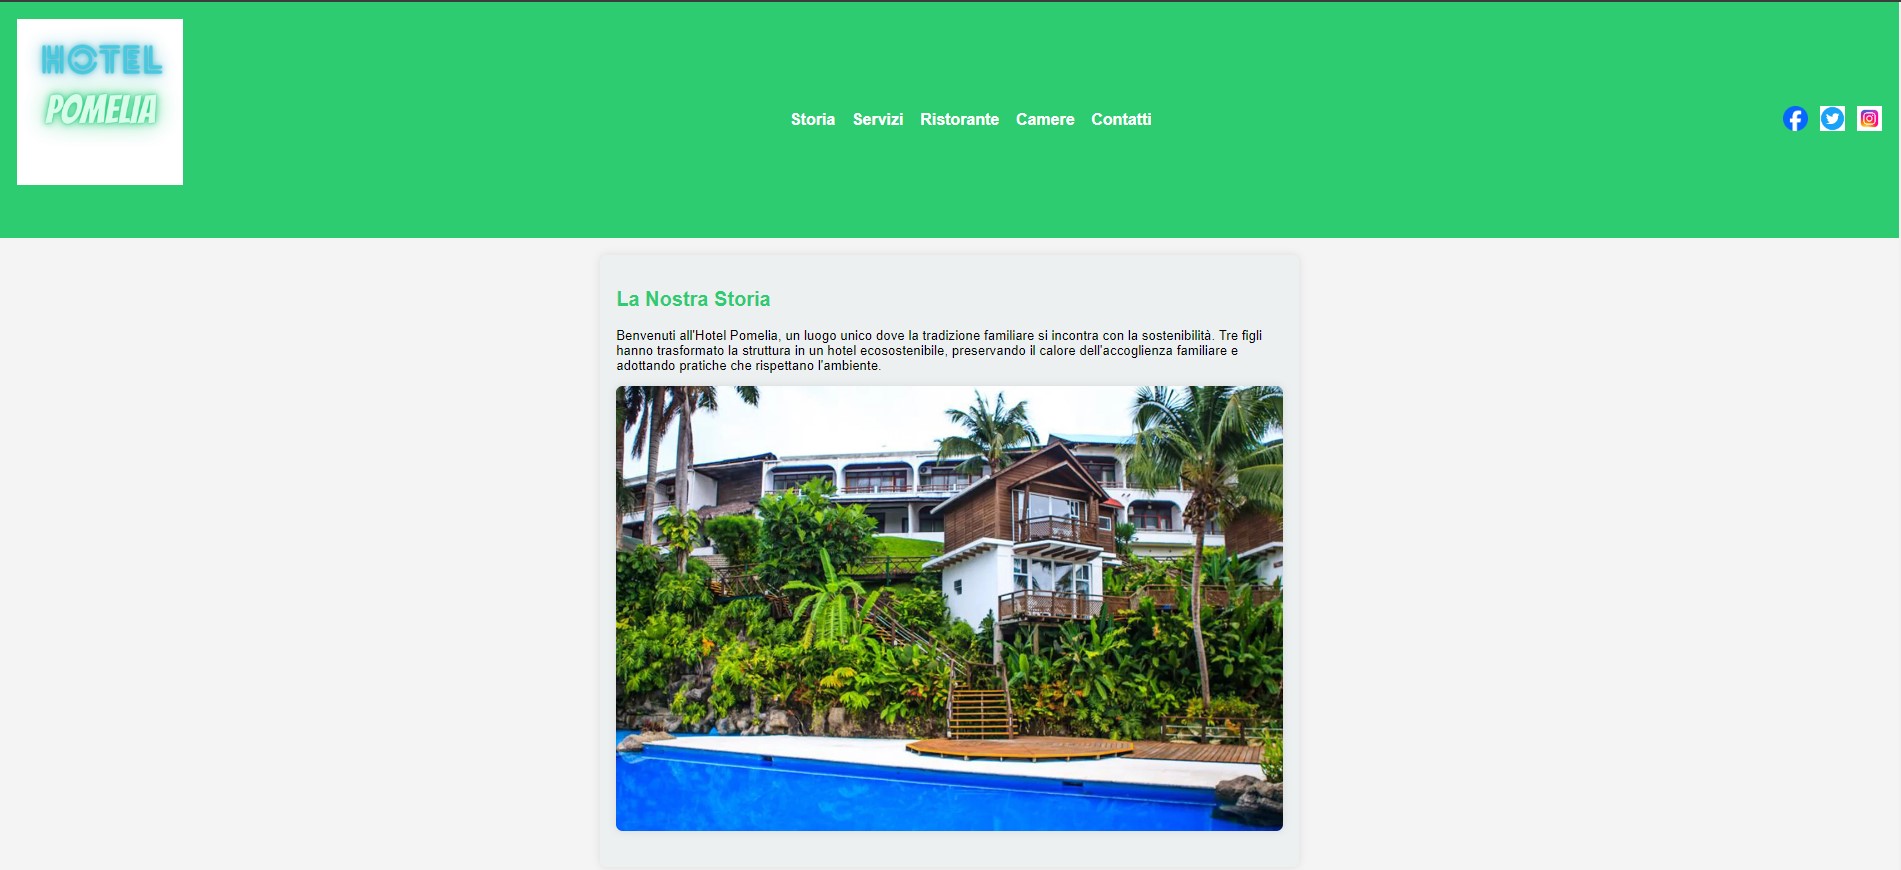 HOTEL
POMELIA
Storia Servizi Ristorante Camere Contatti
La Nostra Storia
Benvenuti all'Hotel Pomelia, un luogo unico dove la tradizione familiare si incontra con la sostenibilità. Tre figli
hanno trasformato la struttura in un hotel ecosostenibile, preservando il calore dell'accoglienza familiare e
adottando pratiche che rispettano l'ambiente.